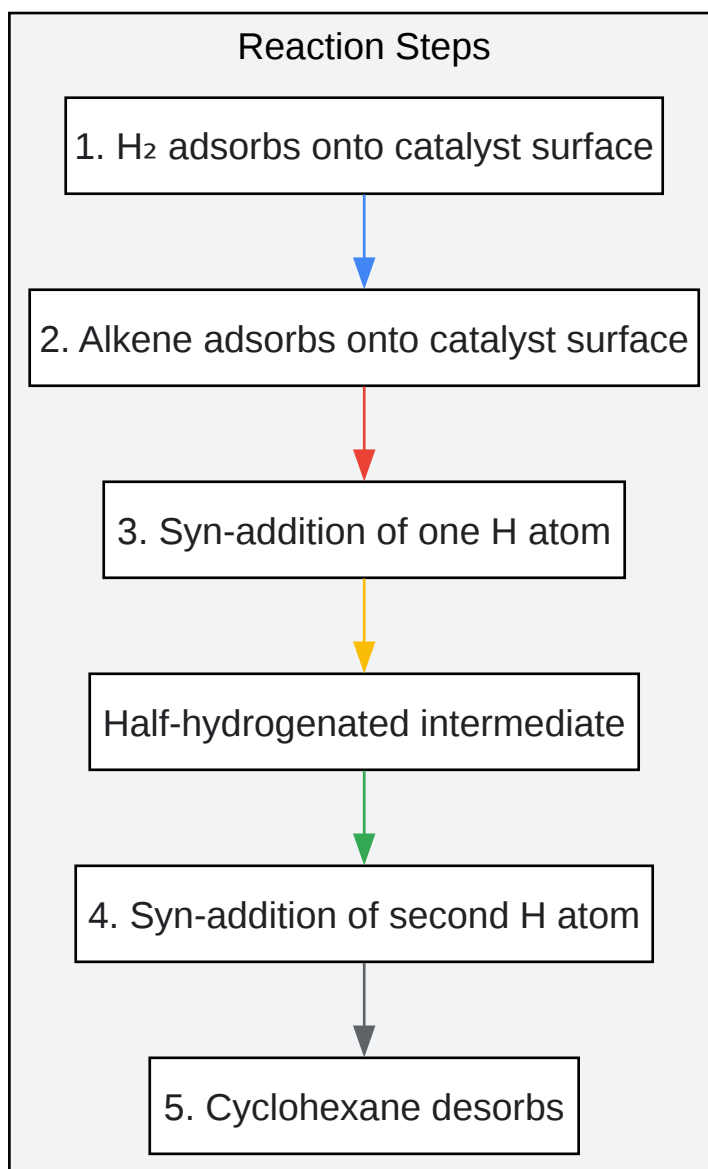 Reaction Steps
1. H₂ adsorbs onto catalyst surface
2. Alkene adsorbs onto catalyst surface
3. Syn-addition of one H atom
Half-hydrogenated intermediate
4. Syn-addition of second H atom
5. Cyclohexane desorbs